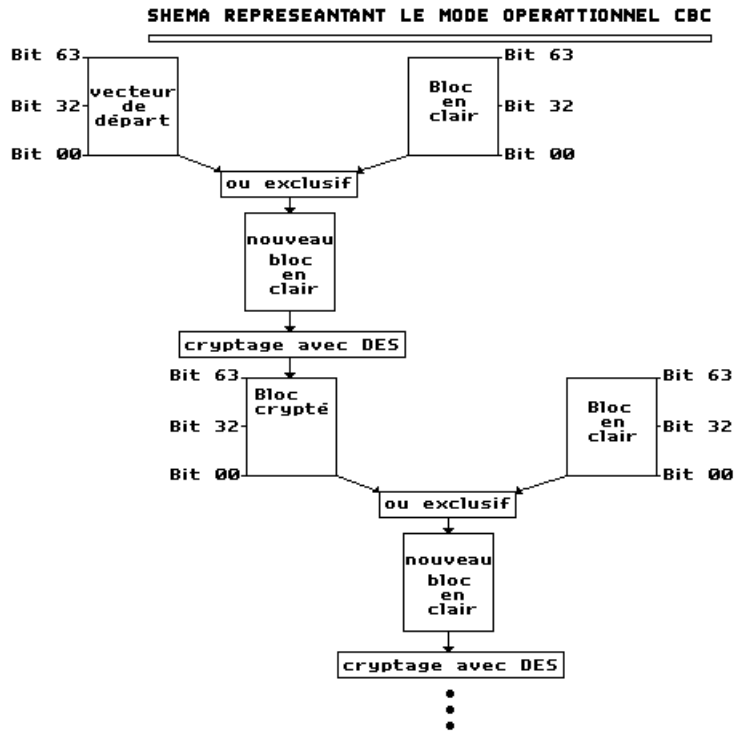 SHEMA REPRESEANTANT LE MODE OPERATTIONNEL CBC
Bit 63
Bit 32
Bit 00
vecteur
de
départ
Bloc
en
clair
Bit 63
Bit 32
Bit 00
ou exclusif
nouveau
bloc
en
clair
cryptage avec DES
Bit 63
Bit 32
Bit 00
Bloc
crypté
Bloc
en
clair
Bit 63
Bit 32
Bit 00
ou exclusif
nouveau
bloc
en
clair
cryptage avec DES